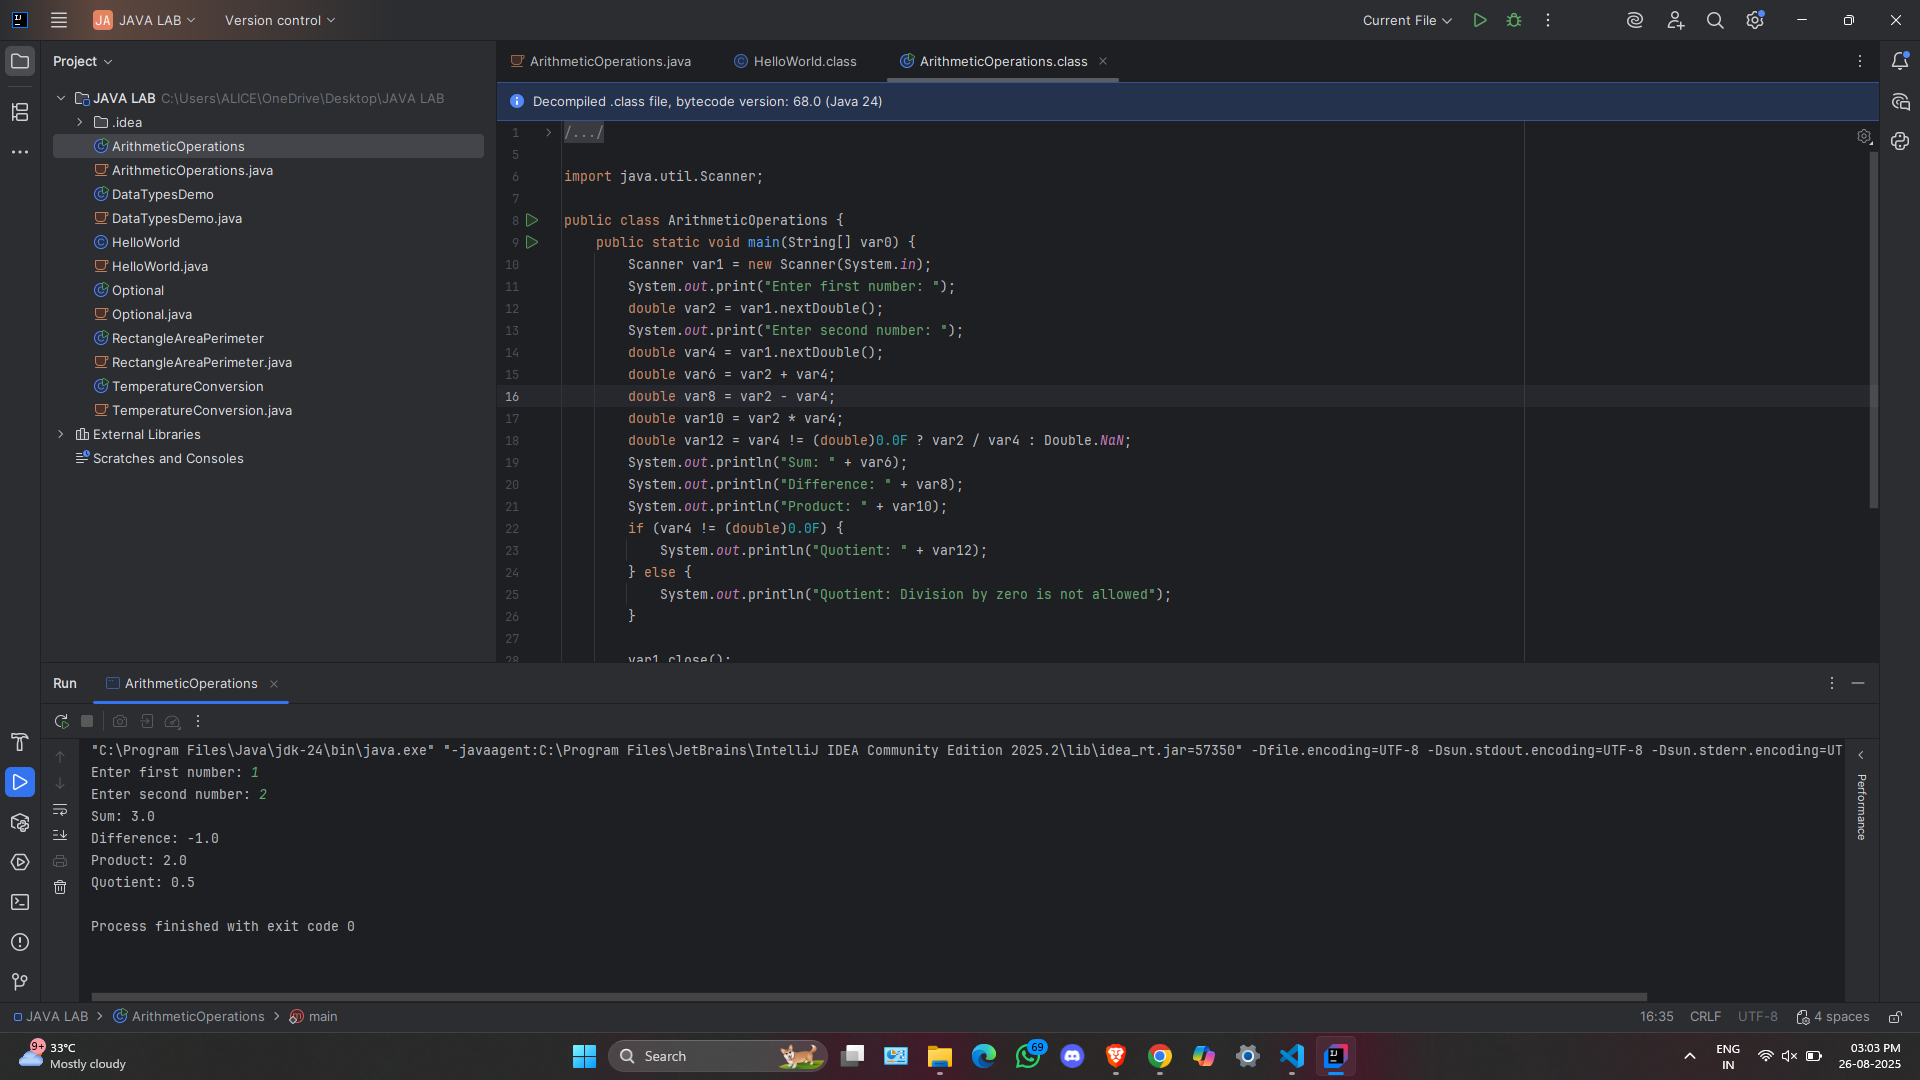 JA JAVA LAB Version control Current File
Project
JAVA LAB C:\Users\ALICE\OneDrive\Desktop\JAVA LAB
.idea
ArithmeticOperations
ArithmeticOperations.java
DataTypesDemo
DataTypesDemo.java
HelloWorld
HelloWorld.java
Optional
Optional.java
RectangleAreaPerimeter
RectangleAreaPerimeter.java
TemperatureConversion
TemperatureConversion.java
External Libraries
Scratches and Consoles
ArithmeticOperations.java HelloWorld.class ArithmeticOperations.class
Decompiled .class file, bytecode version: 68.0 (Java 24)
1 /.../
5
6 import java.util.Scanner;
7
8 public class ArithmeticOperations {
9 public static void main(String[] var0) {
10 Scanner var1 = new Scanner(System.in);
11 System.out.print("Enter first number: ");
12 double var2 = var1.nextDouble();
13 System.out.print("Enter second number: ");
14 double var4 = var1.nextDouble();
15 double var6 = var2 + var4;
16 double var8 = var2 - var4;
17 double var10 = var2 * var4;
18 double var12 = var4 != (double)0.0F ? var2 / var4 : Double.NaN;
19 System.out.println("Sum: " + var6);
20 System.out.println("Difference: " + var8);
21 System.out.println("Product: " + var10);
22 if (var4 != (double)0.0F) {
23 System.out.println("Quotient: " + var12);
24 } else {
25 System.out.println("Quotient: Division by zero is not allowed");
26 }
27
28 var1.close();
Run ArithmeticOperations
"C:\Program Files\Java\jdk-24\bin\java.exe" "-javaagent:C:\Program Files\JetBrains\IntelliJ IDEA Community Edition 2025.2\lib\idea_rt.jar=57350" -Dfile.encoding=UTF-8 -Dsun.stdout.encoding=UTF-8 -Dsun.stderr.encoding=UT
Enter first number: 1
Enter second number: 2
Sum: 3.0
Difference: -1.0
Product: 2.0
Quotient: 0.5
Process finished with exit code 0
Performance
JAVA LAB ArithmeticOperations main
16:35 CRLF UTF-8 4 spaces
9+ 33°C
Mostly cloudy
Search
69
ENG
IN
03:03 PM
26-08-2025